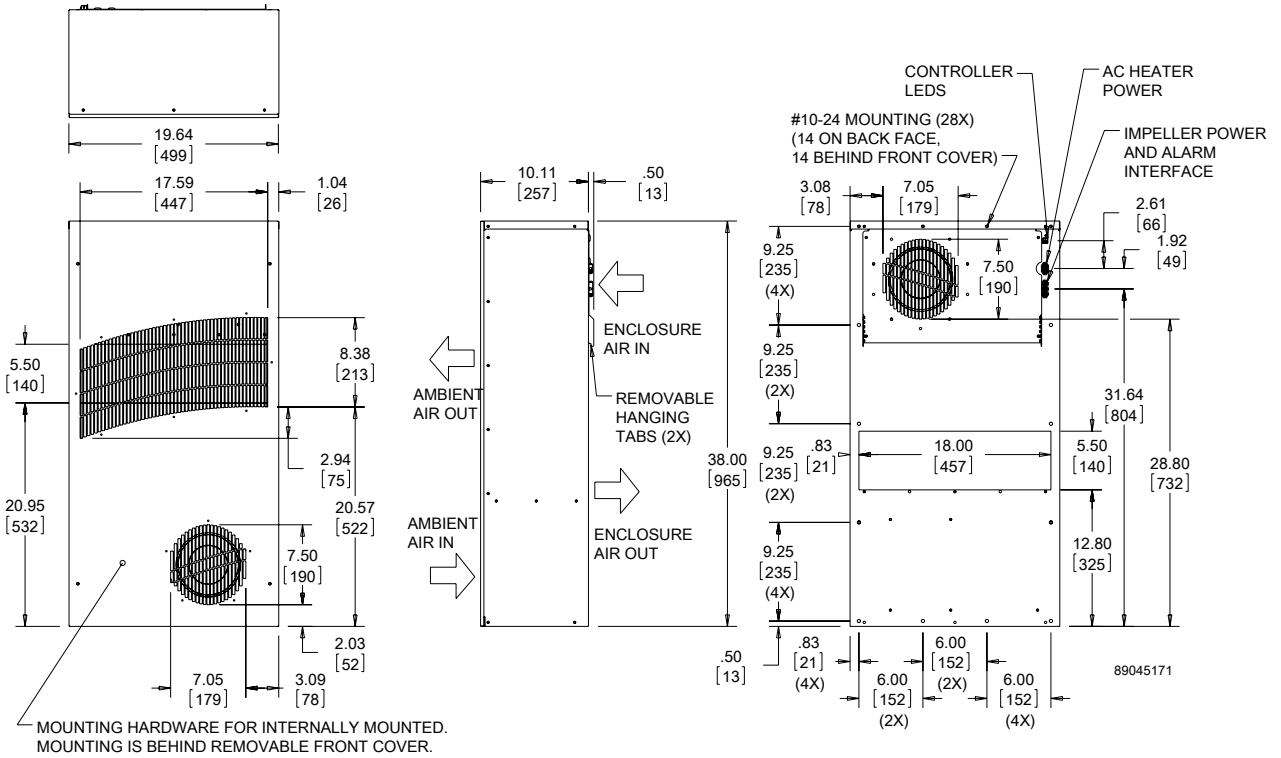 19.64
[499]
17.59
[447]
1.04
[26]
5.50
[140]
8.38
[213]
2.94
[75]
20.95
[532]
20.57
[522]
7.50
[190]
2.03
[52]
7.05
[179]
3.09
[78]
MOUNTING HARDWARE FOR INTERNALLY MOUNTED.
MOUNTING IS BEHIND REMOVABLE FRONT COVER.
10.11
[257]
.50
[13]
ENCLOSURE
AIR IN
AMBIENT
AIR OUT
REMOVABLE
HANGING
TABS (2X)
38.00
[965]
AMBIENT
AIR IN
ENCLOSURE
AIR OUT
CONTROLLER
LEDS
AC HEATER
POWER
#10-24 MOUNTING (28X)
(14 ON BACK FACE,
14 BEHIND FRONT COVER)
IMPELLER POWER
AND ALARM
INTERFACE
3.08
[78]
7.05
[179]
2.61
[66]
1.92
[49]
9.25
[235]
(4X)
7.50
[190]
9.25
[235]
(2X)
31.64
[804]
9.25
[235]
(2X)
.83
[21]
18.00
[457]
5.50
[140]
28.80
[732]
9.25
[235]
(4X)
12.80
[325]
.50
[13]
.83
[21]
(4X)
6.00
[152]
(2X)
6.00
[152]
(2X)
6.00
[152]
(4X)
89045171